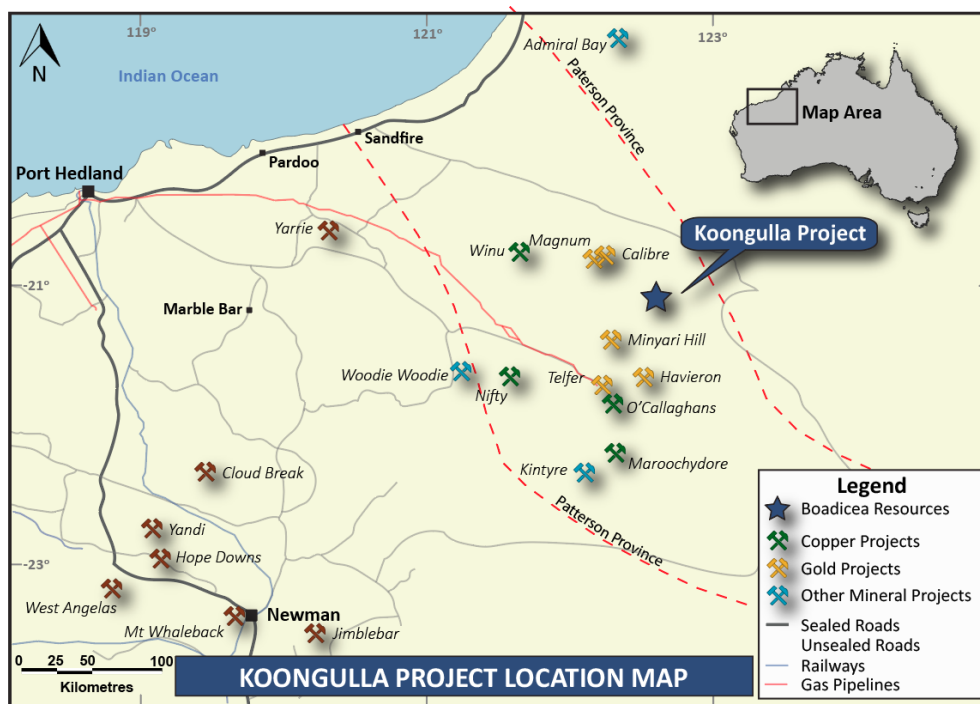 119°
121°
123°
Admiral Bay
N
Indian Ocean
Paterson Province
Map Area
Sandfire
Pardoo
Port Hedland
Yarrie
Winu
Magnum
Calibre
Koongulla Project
-21°
Marble Bar
Minyari Hill
Woodie Woodie
Nifty
Telfer
Havieron
O'Callaghans
Cloud Break
Kintyre
Maroochydore
Patterson Province
Yandi
Hope Downs
-23°
West Angelas
Mt Whaleback
Newman
Jimblebar
Legend
Boadicea Resources
Copper Projects
Gold Projects
Other Mineral Projects
Sealed Roads
Unsealed Roads
Railways
Gas Pipelines
0 25 50 100
Kilometres
KOONGULLA PROJECT LOCATION MAP